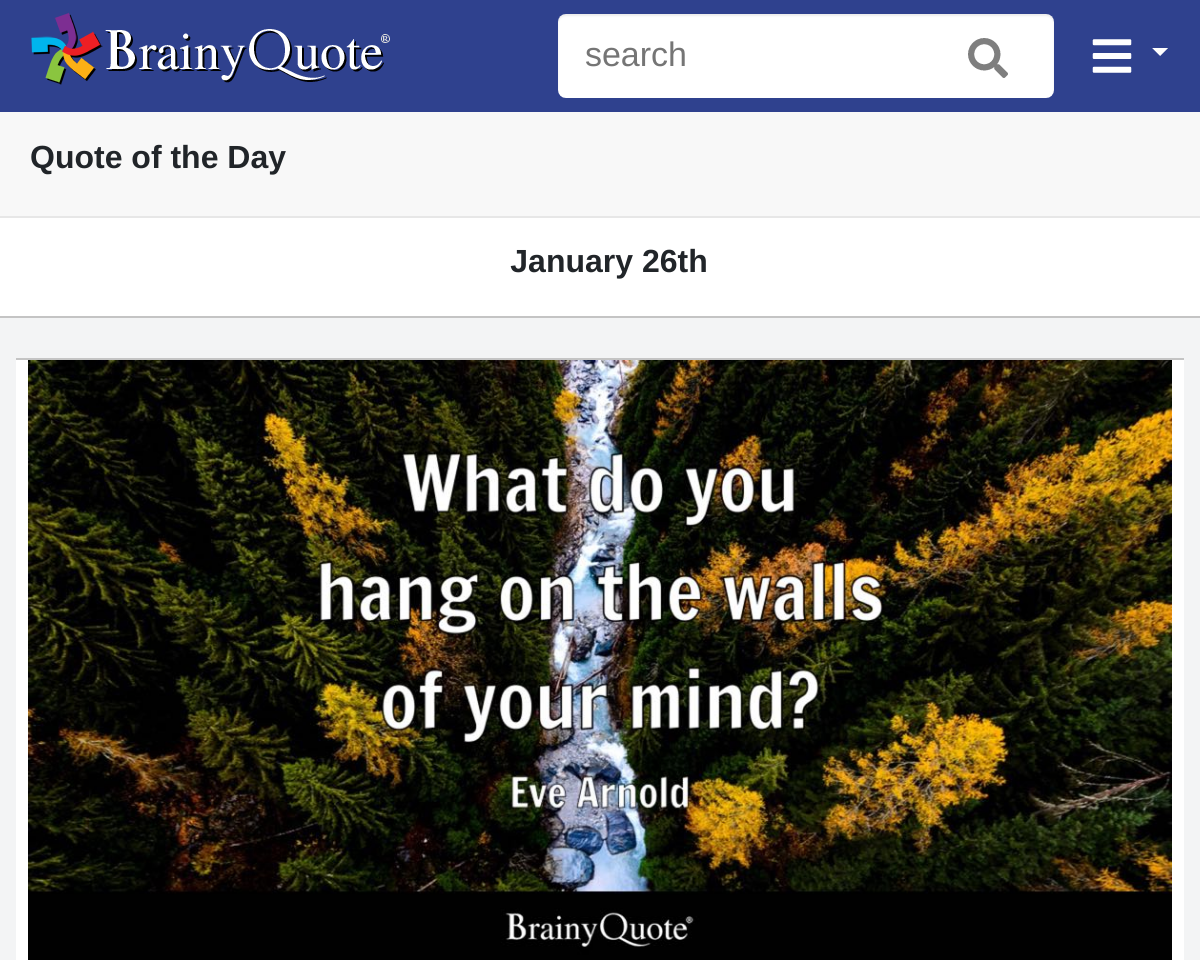 BrainyQuote®
search
Quote of the Day
January 26th
What do you
hang on the walls
of your mind?
Eve Arnold
BrainyQuote®